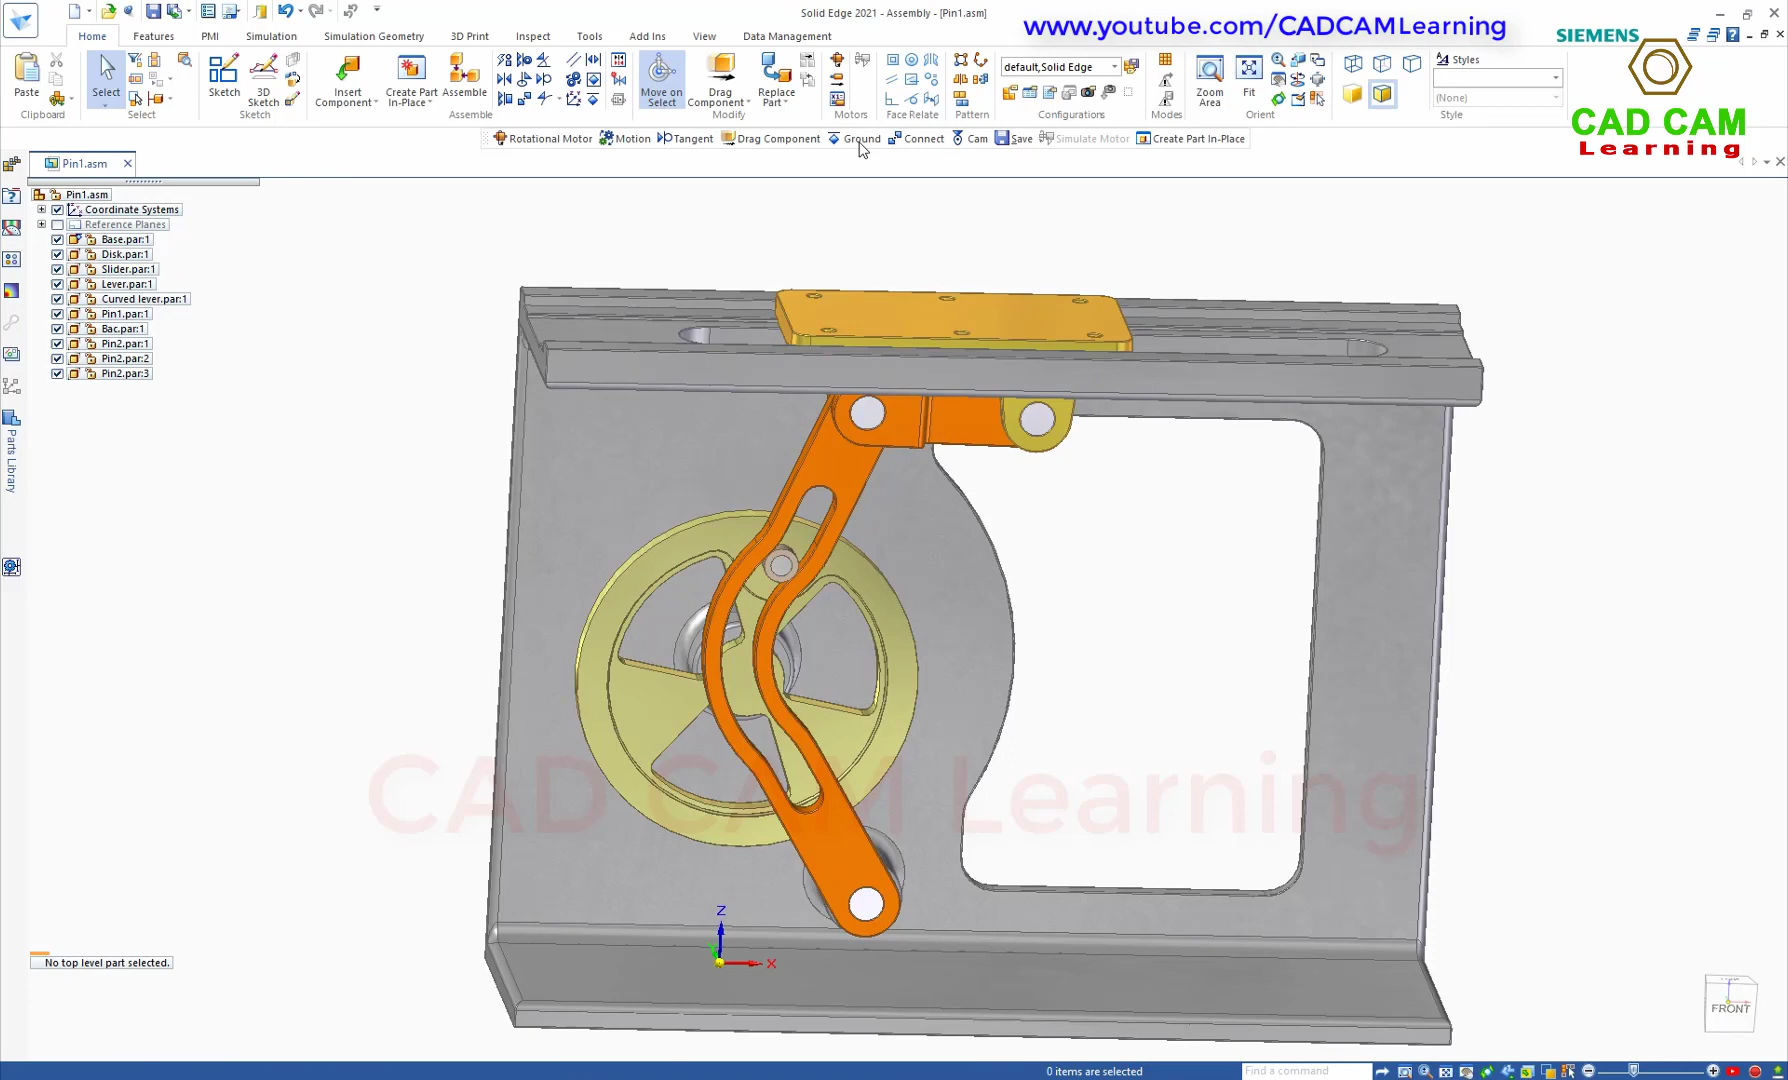 Solid Edge 2021 - Assembly - [Pin1.asm]
www.youtube.com/CADCAMLearning
SIEMENS
CAD CAM
Learning
Home
Features
PMI
Simulation
Simulation Geometry
3D Print
Inspect
Tools
Add Ins
View
Data Management
Paste
Clipboard
Select
Select
Sketch
3D
Sketch
Sketch
Insert
Component
Create Part
In-Place
Assemble
Assemble
Move on
Select
Drag
Component
Replace
Part
Modify
Motors
Face Relate
Pattern
default,Solid Edge
Configurations
Modes
Zoom
Area
Fit
Orient
Styles
(None)
Style
Rotational Motor
Motion
Tangent
Drag Component
Ground
Connect
Cam
Save
Simulate Motor
Create Part In-Place
Pin1.asm
Pin1.asm
Coordinate Systems
Reference Planes
Base.par:1
Disk.par:1
Slider.par:1
Lever.par:1
Curved lever.par:1
Pin1.par:1
Bac.par:1
Pin2.par:1
Pin2.par:2
Pin2.par:3
Parts Library
CAD CAM Learning
Z
Y
X
No top level part selected.
FRONT
0 items are selected
Find a command